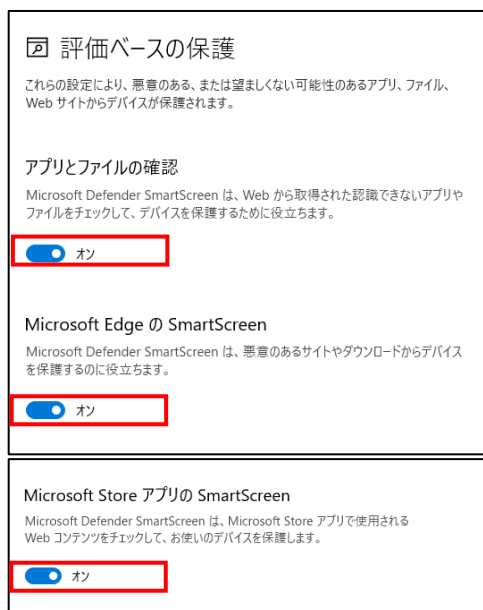 評価ベースの保護
これらの設定により、悪意のある、または望ましくない可能性のあるアプリ、ファイル、
Web サイトからデバイスが保護されます。
アプリとファイルの確認
Microsoft Defender SmartScreen は、Web から取得された認識できないアプリや
ファイルをチェックして、デバイスを保護するために役立ちます。
オン
Microsoft Edge の SmartScreen
Microsoft Defender SmartScreen は、悪意のあるサイトやダウンロードからデバイス
を保護するのに役立ちます。
オン
Microsoft Store アプリの SmartScreen
Microsoft Defender SmartScreen は、Microsoft Store アプリで使用される
Web コンテンツをチェックして、お使いのデバイスを保護します。
オン